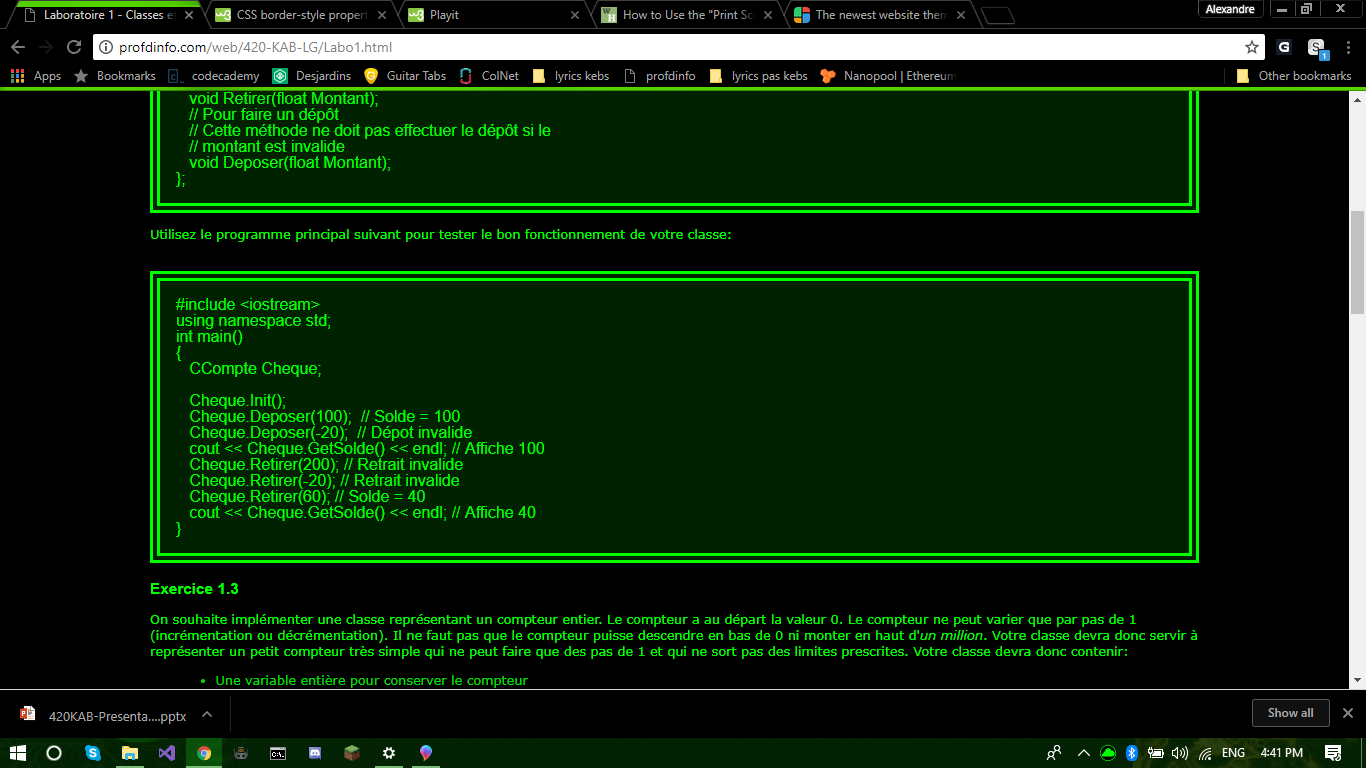 Laboratoire 1 - Classes et
CSS border-style propert
Playit
How to Use the "Print Sc
The newest website them
Alexandre
profdinfo.com/web/420-KAB-LG/Labo1.html
Apps
Bookmarks
codecademy
Desjardins
Guitar Tabs
ColNet
lyrics kebs
profdinfo
lyrics pas kebs
Nanopool | Ethereum
Other bookmarks
void Retirer(float Montant);
// Pour faire un dépôt
// Cette méthode ne doit pas effectuer le dépôt si le
// montant est invalide
void Deposer(float Montant);
};
Utilisez le programme principal suivant pour tester le bon fonctionnement de votre classe:
#include <iostream>
using namespace std;
int main()
{
CCompte Cheque;
Cheque.Init();
Cheque.Deposer(100); // Solde = 100
Cheque.Deposer(-20); // Dépot invalide
cout << Cheque.GetSolde() << endl; // Affiche 100
Cheque.Retirer(200); // Retrait invalide
Cheque.Retirer(-20); // Retrait invalide
Cheque.Retirer(60); // Solde = 40
cout << Cheque.GetSolde() << endl; // Affiche 40
}
Exercice 1.3
On souhaite implémenter une classe représentant un compteur entier. Le compteur a au départ la valeur 0. Le compteur ne peut varier que par pas de 1
(incrémentation ou décrémentation). Il ne faut pas que le compteur puisse descendre en bas de 0 ni monter en haut d'un million. Votre classe devra donc servir à
représenter un petit compteur très simple qui ne peut faire que des pas de 1 et qui ne sort pas des limites prescrites. Votre classe devra donc contenir:
• Une variable entière pour conserver le compteur
420KAB-Presenta....pptx
Show all
ENG
4:41 PM